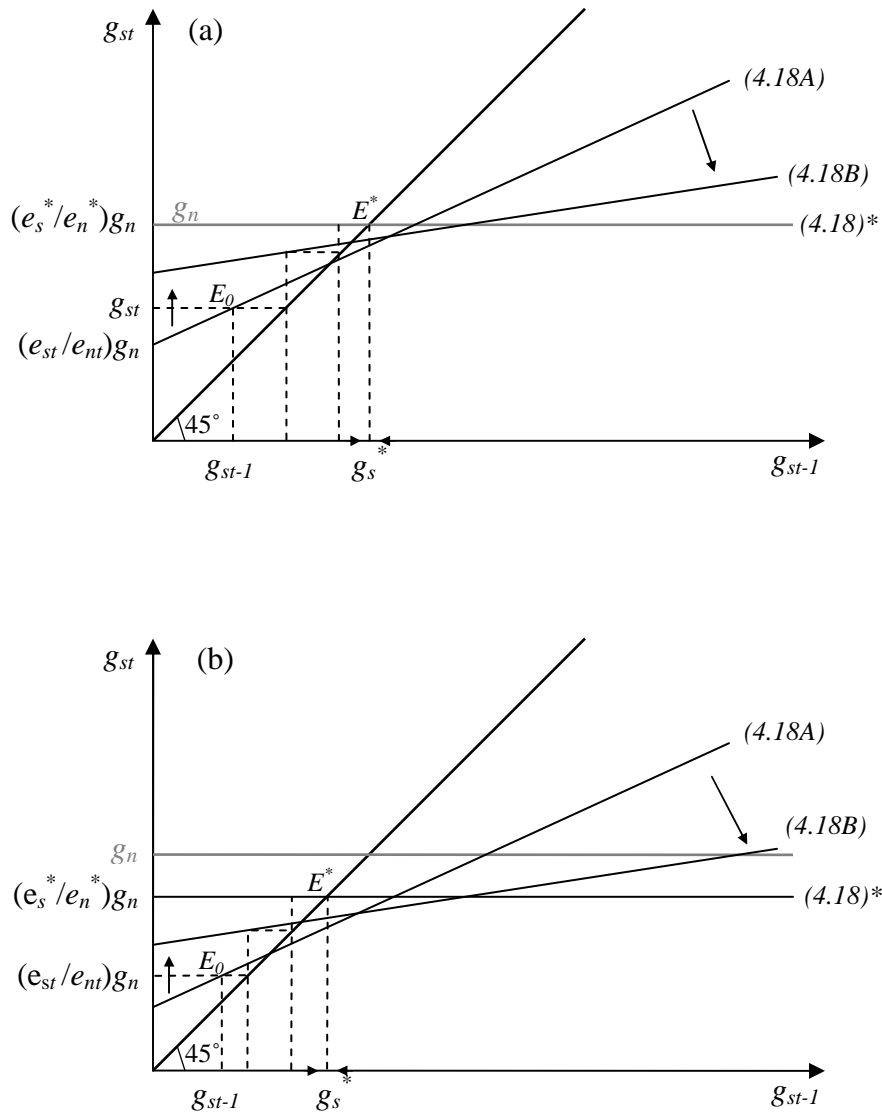 g_st (a)
(4.18A)
(4.18B)
(e_s^*/e_n^*)g_n g_n E^* (4.18)*
g_st E_0
(e_st/e_nt)g_n
45°
g_st-1 g_s^* g_st-1
g_st (b)
(4.18A)
(4.18B)
g_n
(e_s^*/e_n^*)g_n E^* (4.18)*
(e_st/e_nt)g_n E_0
45°
g_st-1 g_s^* g_st-1